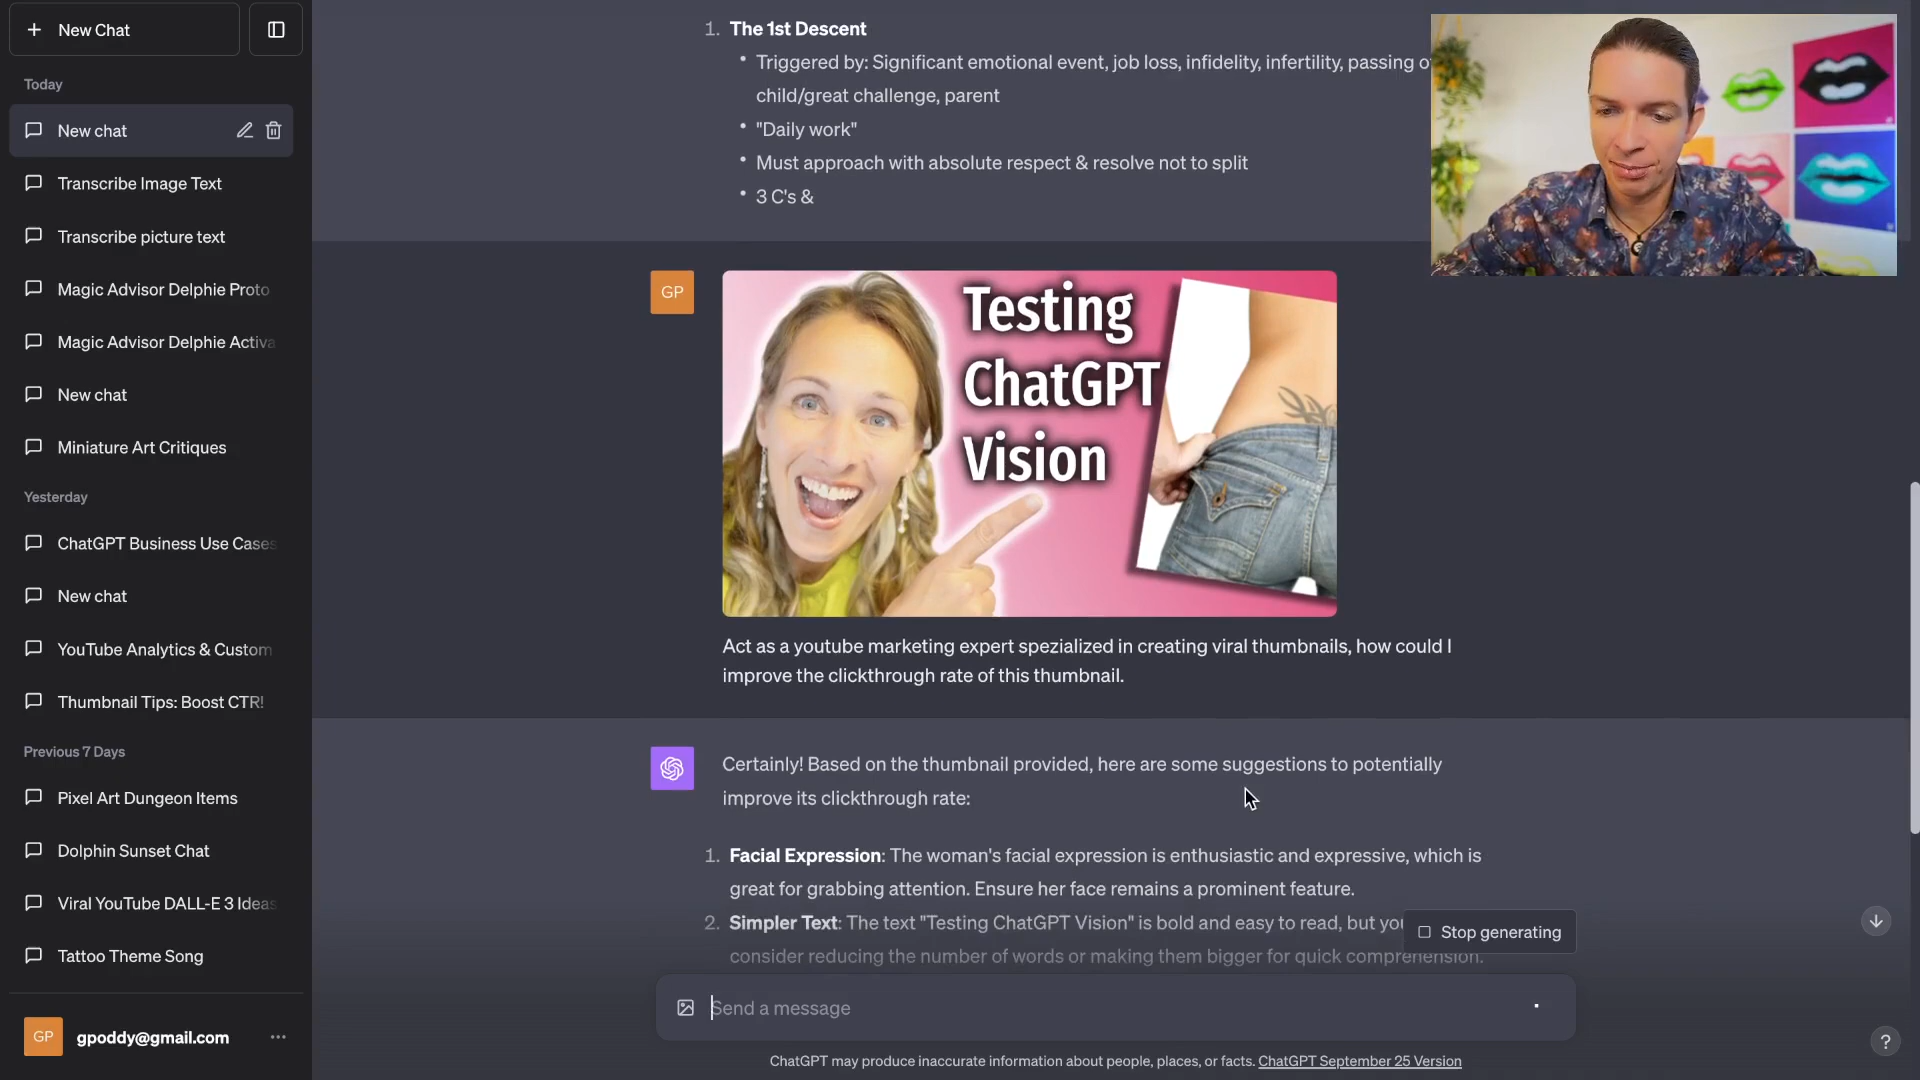 New Chat
Today
New chat
Transcribe Image Text
Transcribe picture text
Magic Advisor Delphie Proto
Magic Advisor Delphie Activa
New chat
Miniature Art Critiques
Yesterday
ChatGPT Business Use Cases
New chat
YouTube Analytics & Custom
Thumbnail Tips: Boost CTR!
Previous 7 Days
Pixel Art Dungeon Items
Dolphin Sunset Chat
Viral YouTube DALL-E 3 Ideas
Tattoo Theme Song
GP gpoddy@gmail.com
1. The 1st Descent
• Triggered by: Significant emotional event, job loss, infidelity, infertility, passing o
child/great challenge, parent
• "Daily work"
• Must approach with absolute respect & resolve not to split
• 3 C's &
GP
Testing
ChatGPT
Vision
Act as a youtube marketing expert spezialized in creating viral thumbnails, how could I
improve the clickthrough rate of this thumbnail.
Certainly! Based on the thumbnail provided, here are some suggestions to potentially
improve its clickthrough rate:
1. Facial Expression: The woman's facial expression is enthusiastic and expressive, which is
great for grabbing attention. Ensure her face remains a prominent feature.
2. Simpler Text: The text "Testing ChatGPT Vision" is bold and easy to read, but you
consider reducing the number of words or making them bigger for quick comprehension.
Stop generating
Send a message
ChatGPT may produce inaccurate information about people, places, or facts. ChatGPT September 25 Version
?